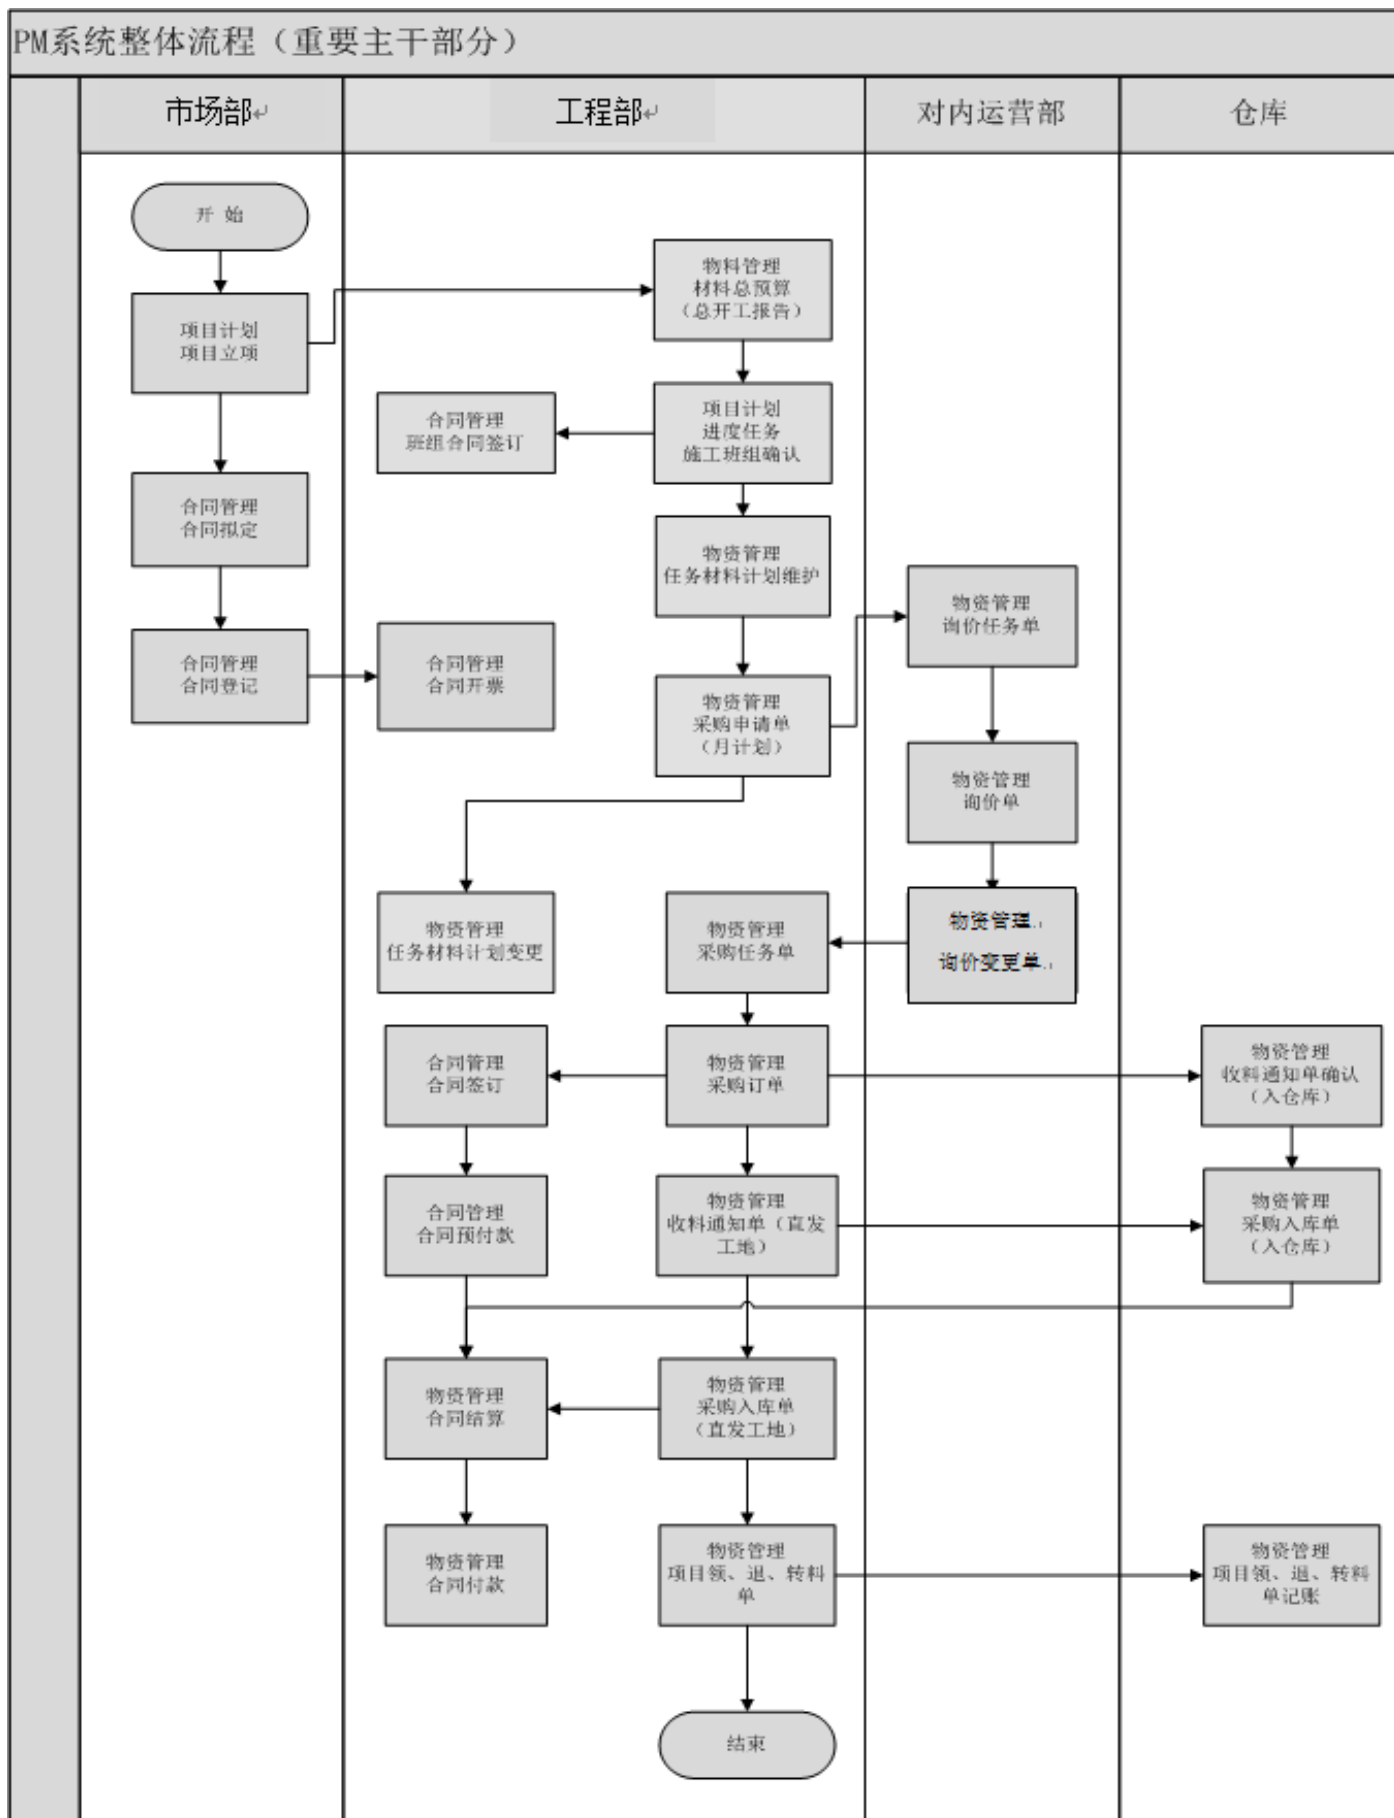 PM系统整体流程（重要主干部分）
市场部
工程部
对内运营部
仓库
开 始
项目计划
项目立项
合同管理
合同拟定
合同管理
合同登记
物料管理
材料总预算
（总开工报告）
项目计划
进度任务
施工班组确认
合同管理
班组合同签订
物资管理
任务材料计划维护
合同管理
合同开票
物资管理
采购申请单
（月计划）
物资管理
询价任务单
物资管理
询价单
物资管理
询价变更单
物资管理
任务材料计划变更
物资管理
采购任务单
合同管理
合同签订
物资管理
采购订单
物资管理
收料通知单确认
（入仓库）
合同管理
合同预付款
物资管理
收料通知单（直发
工地）
物资管理
采购入库单
（入仓库）
物资管理
合同结算
物资管理
采购入库单
（直发工地）
物资管理
合同付款
物资管理
项目领、退、转料
单
物资管理
项目领、退、转料
单记账
结束